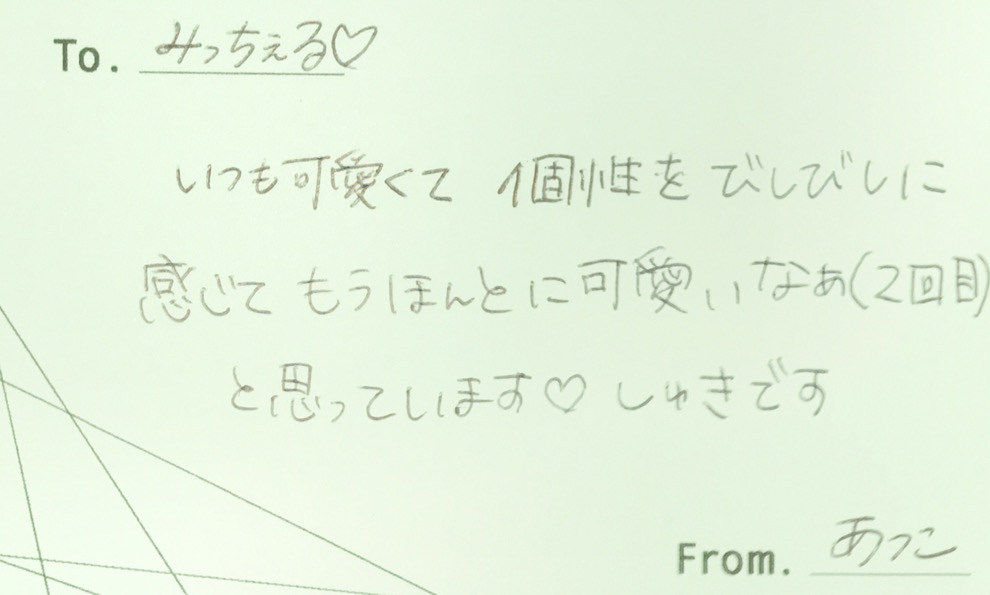 To. みっちぇる♡
いつも可愛くて 個性をびしびしに
感じて もうほんとに可愛いなぁ(2回目)
と思っています♡ しゅきです
From. あっこ